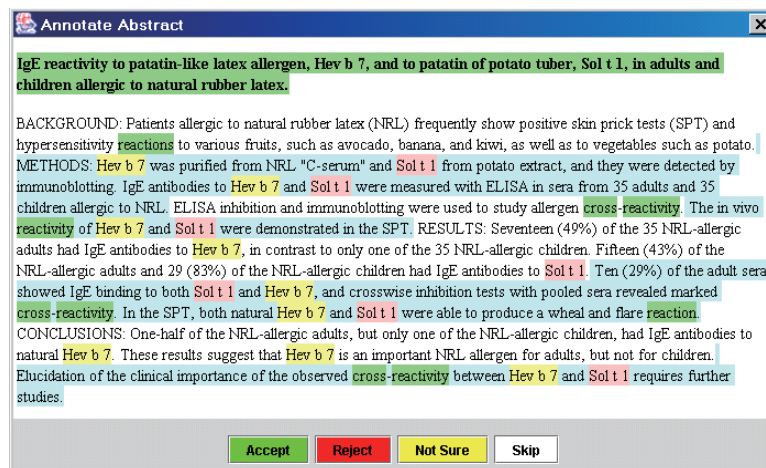 Annotate Abstract
IgE reactivity to patatin-like latex allergen, Hev b 7, and to patatin of potato tuber, Sol t 1, in adults and
children allergic to natural rubber latex.
BACKGROUND: Patients allergic to natural rubber latex (NRL) frequently show positive skin prick tests (SPT) and
hypersensitivity reactions to various fruits, such as avocado, banana, and kiwi, as well as to vegetables such as potato.
METHODS: Hev b 7 was purified from NRL "C-serum" and Sol t 1 from potato extract, and they were detected by
immunoblotting. IgE antibodies to Hev b 7 and Sol t 1 were measured with ELISA in sera from 35 adults and 35
children allergic to NRL. ELISA inhibition and immunoblotting were used to study allergen cross-reactivity. The in vivo
reactivity of Hev b 7 and Sol t 1 were demonstrated in the SPT. RESULTS: Seventeen (49%) of the 35 NRL-allergic
adults had IgE antibodies to Hev b 7, in contrast to only one of the 35 NRL-allergic children. Fifteen (43%) of the
NRL-allergic adults and 29 (83%) of the NRL-allergic children had IgE antibodies to Sol t 1. Ten (29%) of the adult sera
showed IgE binding to both Sol t 1 and Hev b 7, and crosswise inhibition tests with pooled sera revealed marked
cross-reactivity. In the SPT, both natural Hev b 7 and Sol t 1 were able to produce a wheal and flare reaction.
CONCLUSIONS: One-half of the NRL-allergic adults, but only one of the NRL-allergic children, had IgE antibodies to
natural Hev b 7. These results suggest that Hev b 7 is an important NRL allergen for adults, but not for children.
Elucidation of the clinical importance of the observed cross-reactivity between Hev b 7 and Sol t 1 requires further
studies.
Accept Reject Not Sure Skip